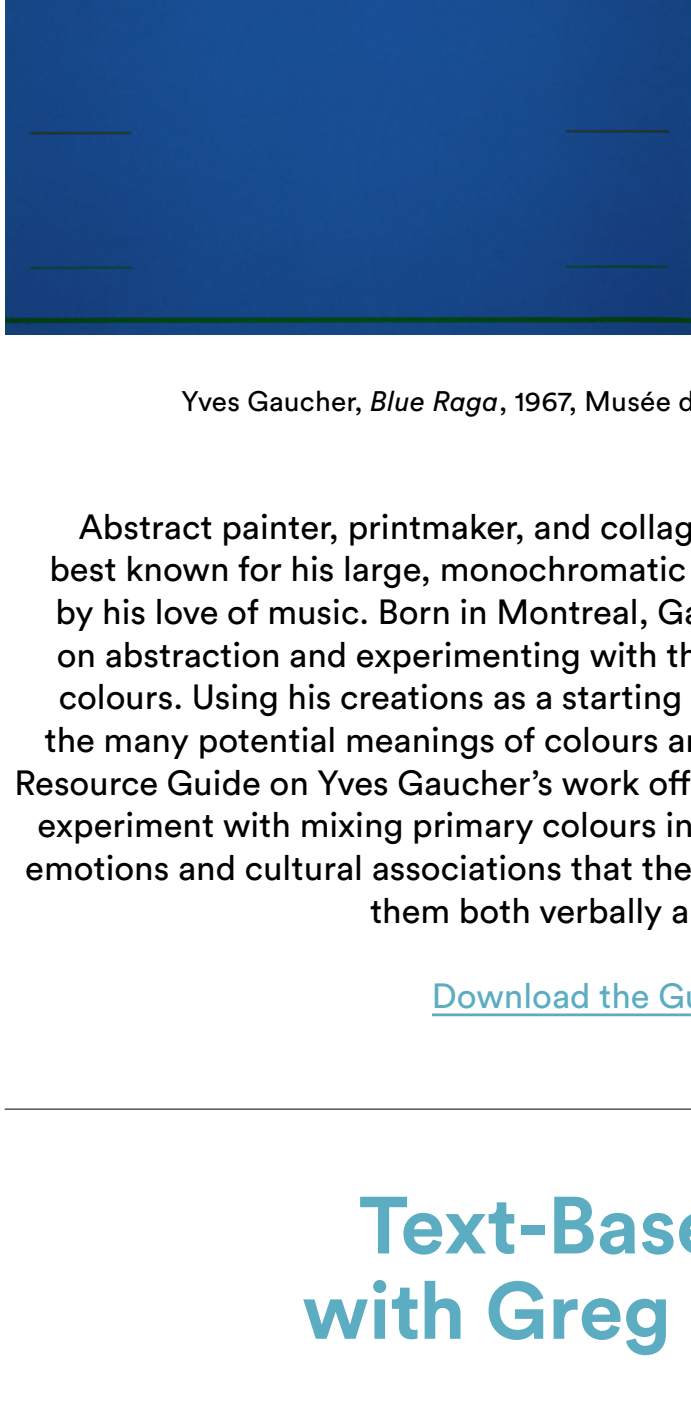 Yves Gaucher, Blue Raga, 1967, Musée d
Abstract painter, printmaker, and collag
best known for his large, monochromatic
by his love of music. Born in Montreal, Ga
on abstraction and experimenting with th
colours. Using his creations as a starting
the many potential meanings of colours an
Resource Guide on Yves Gaucher’s work off
experiment with mixing primary colours in
emotions and cultural associations that the
them both verbally a
Download the Gu
Text-Base
with Greg